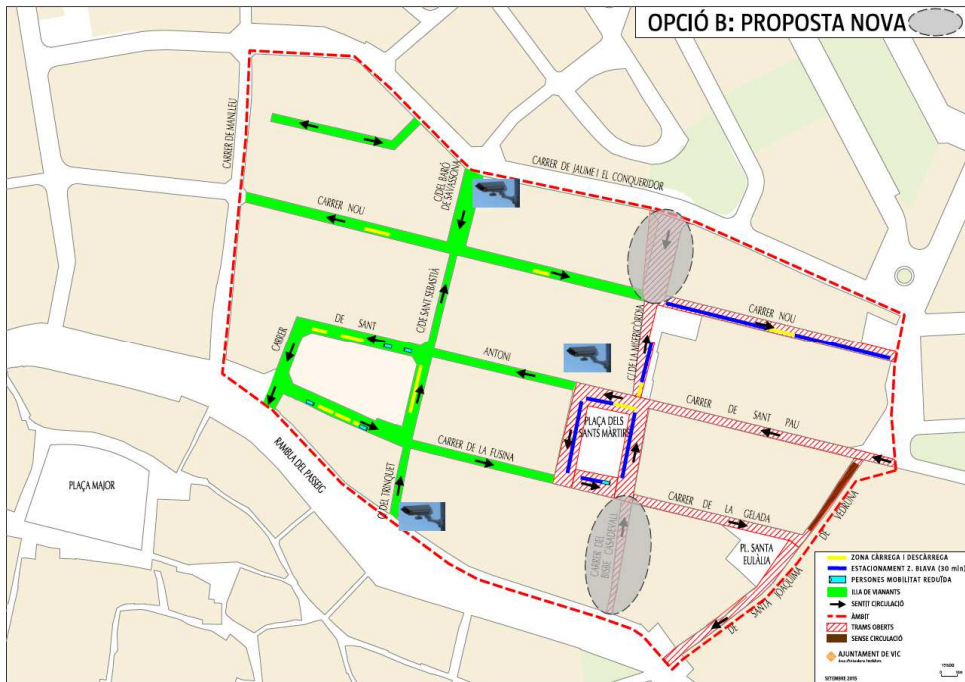 OPCIÓ B: PROPOSTA NOVA
CARRER DE MANLLEU
C/DEL BARÓ
DE SAVASSONA
CARRER DE JAUME I EL CONQUERIDOR
CARRER NOU
C/DE SANT SEBASTIÀ
C/ DE LA MISERICÒRDIA
CARRER NOU
CARRER
DE SANT
ANTONI
CARRER DE SANT PAU
PLAÇA DELS
SANTS MÀRTIRS
CARRER DE LA FUSINA
RAMBLA DEL PASSEIG
C/ DEL TRINQUET
PLAÇA MAJOR
CARRER DEL
BISBE CASADEVALL
CARRER DE LA GELADA
PL. SANTA
EULÀLIA
DE SANTA JOAQUIMA DE VEDRUNA
ZONA CÀRREGA I DESCÀRREGA
ESTACIONAMENT Z. BLAVA (30 min)
PERSONES MOBILITAT REDUÏDA
ILLA DE VIANANTS
SENTIT CIRCULACIÓ
ÀMBIT
TRAMS OBERTS
SENSE CIRCULACIÓ
AJUNTAMENT DE VIC
SETEMBRE 2015